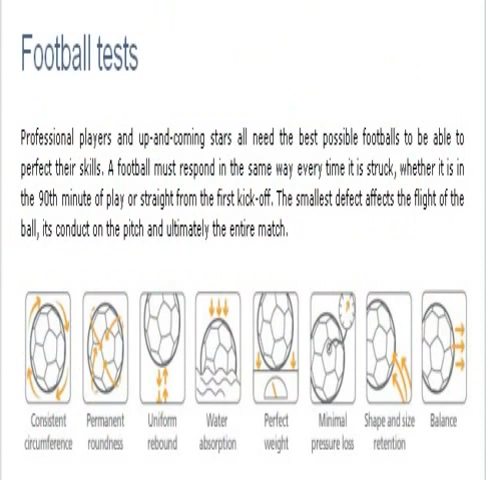 Football tests
Professional players and up-and-coming stars all need the best possible footballs to be able to
perfect their skills. A football must respond in the same way every time it is struck, whether it is in
the 90th minute of play or straight from the first kick-off. The smallest defect affects the flight of the
ball, its conduct on the pitch and ultimately the entire match.
Consistent circumference
Permanent roundness
Uniform rebound
Water absorption
Perfect weight
Minimal pressure loss
Shape and size retention
Balance